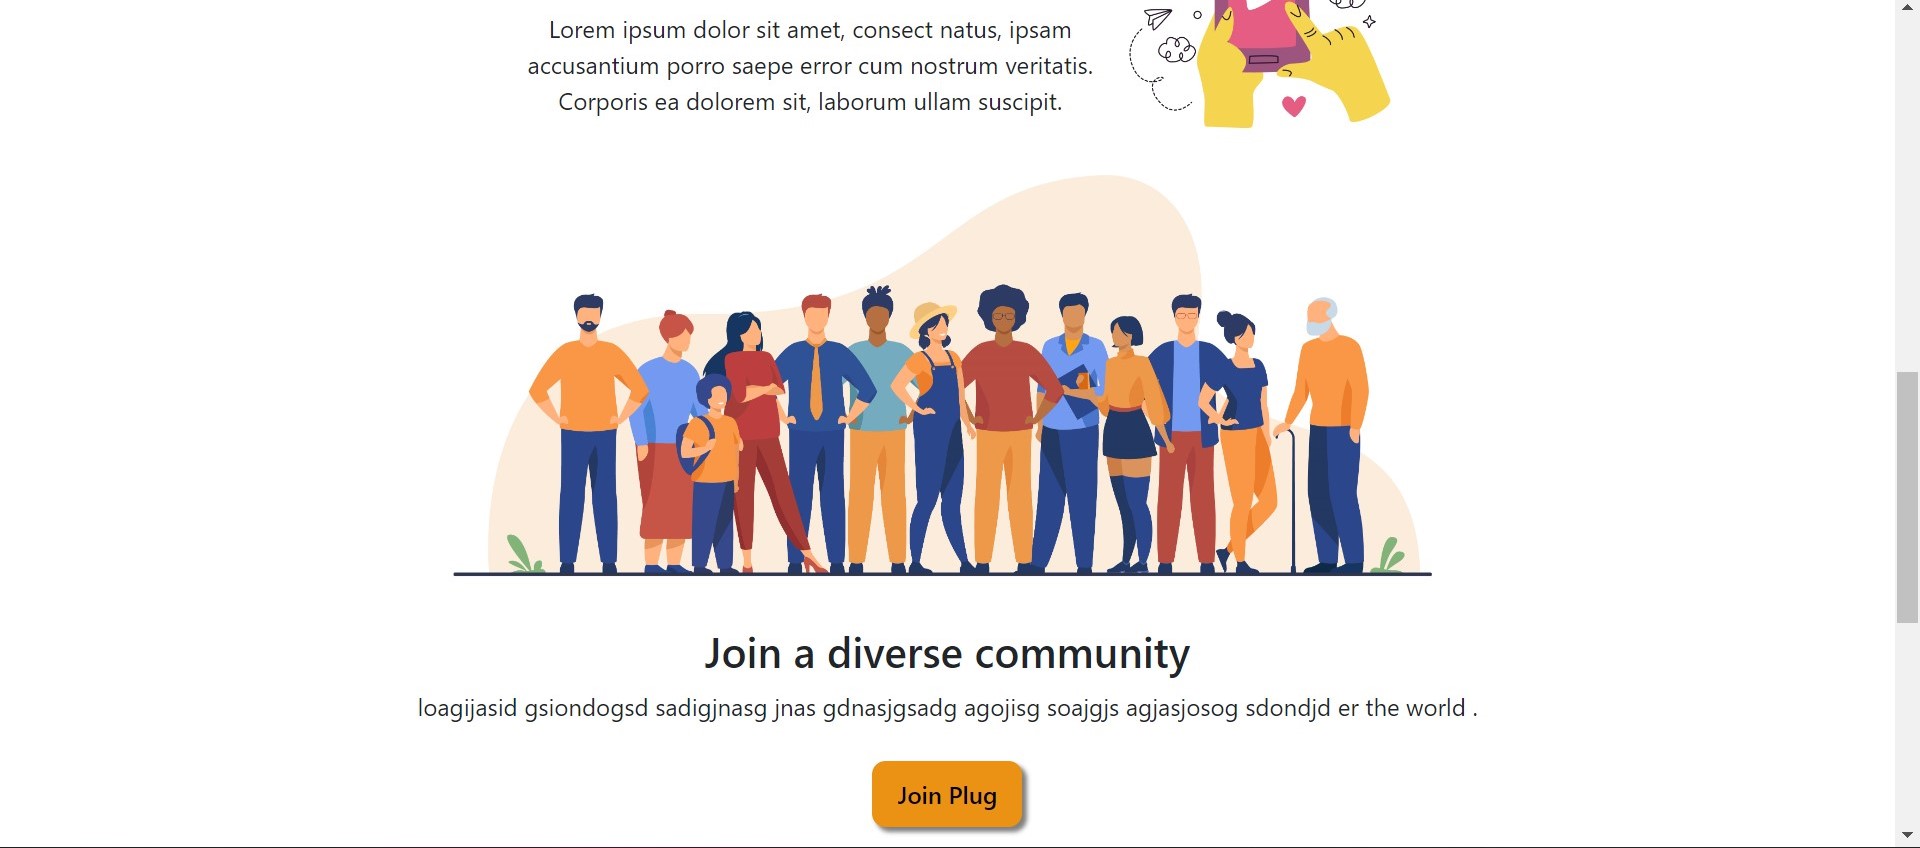 Lorem ipsum dolor sit amet, consect natus, ipsam
accusantium porro saepe error cum nostrum veritatis.
Corporis ea dolorem sit, laborum ullam suscipit.
Join a diverse community
loagijasid gsiondogsd sadigjnasg jnas gdnasjgsadg agojisg soajgjs agjasjosog sdondjd er the world .
Join Plug